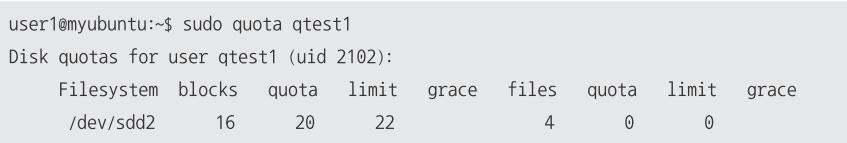 user1@myubuntu:~$ sudo quota qtest1
Disk quotas for user qtest1 (uid 2102):
Filesystem blocks quota limit grace files quota limit grace
/dev/sdd2 16 20 22 4 0 0